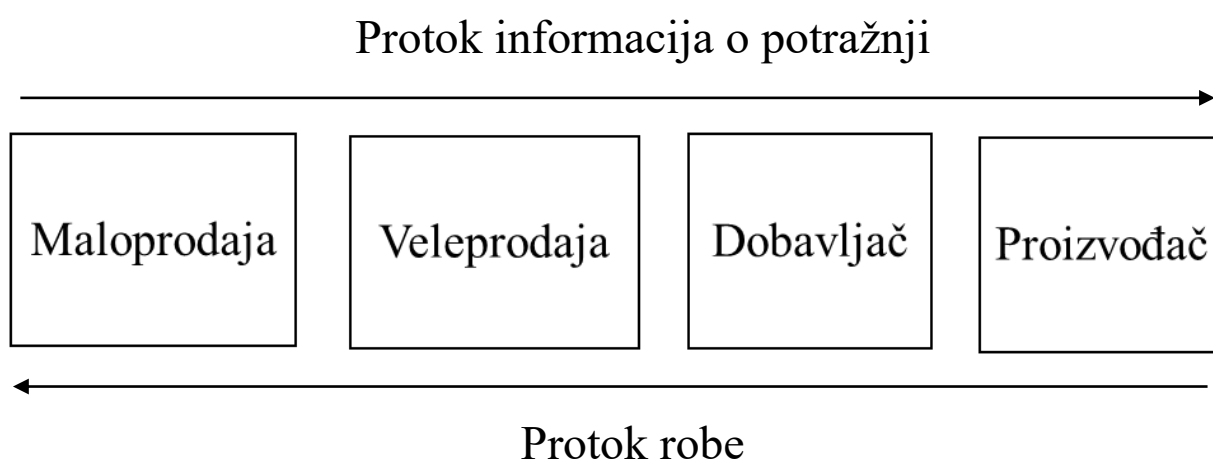 Protok informacija o potražnji
Maloprodaja
Veleprodaja
Dobavljač
Proizvođač
Protok robe